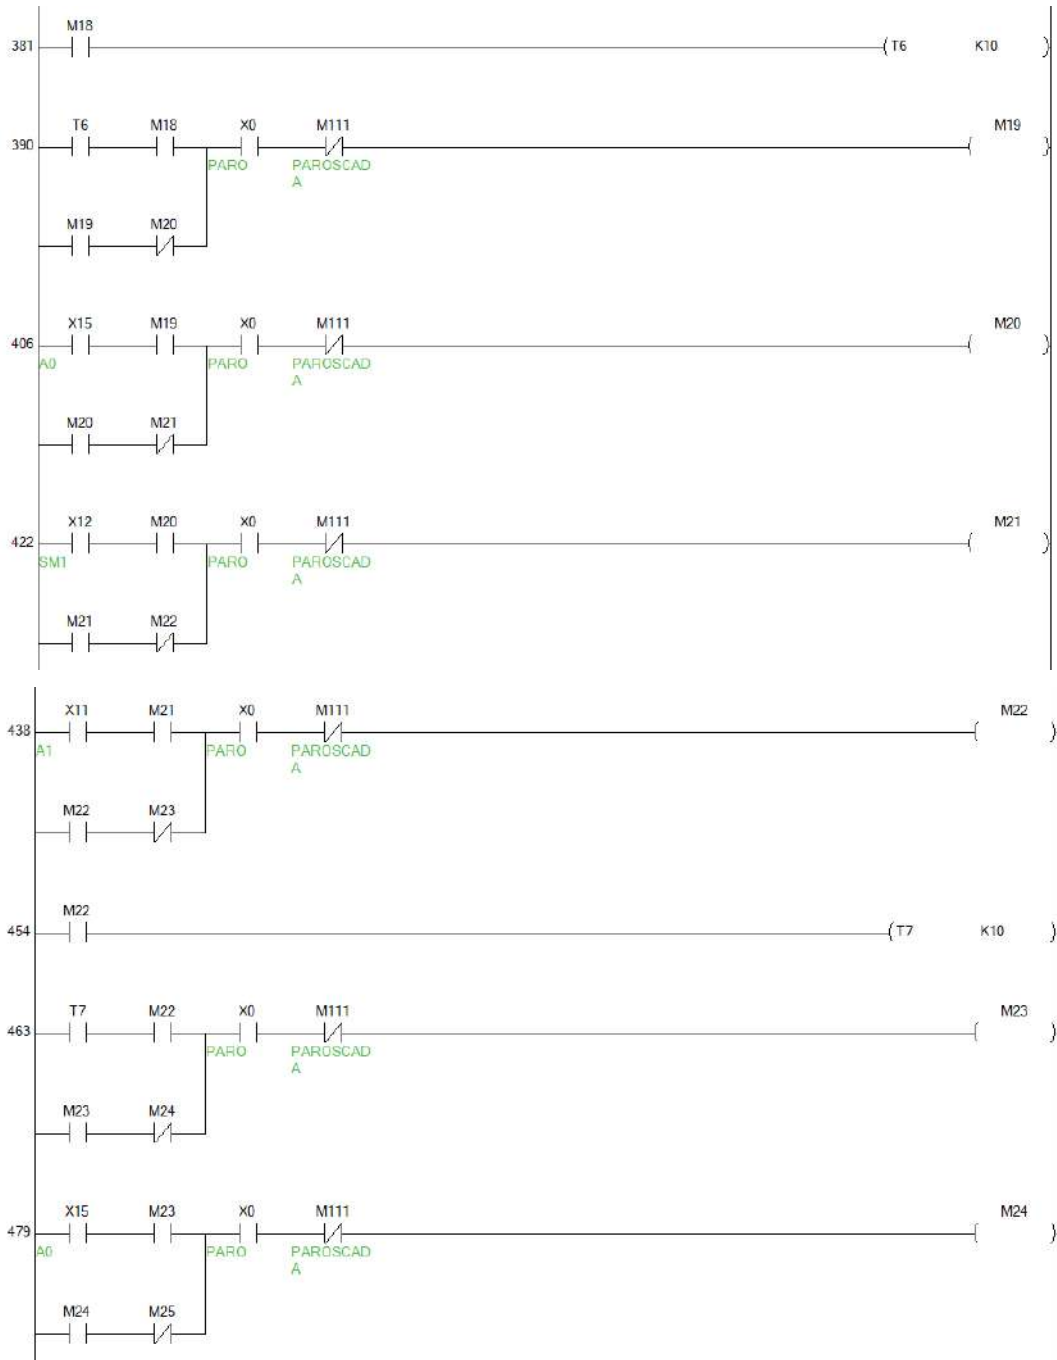 M18
381 (T6 K10 )
T6 M18 X0 M111 M19
390
PARO PAROSCAD
A
M19 M20
X15 M19 X0 M111 M20
406
A0 PARO PAROSCAD
A
M20 M21
X12 M20 X0 M111 M21
422
SM1 PARO PAROSCAD
A
M21 M22
X11 M21 X0 M111 M22
438
A1 PARO PAROSCAD
A
M22 M23
M22
454 (T7 K10 )
T7 M22 X0 M111 M23
463
PARO PAROSCAD
A
M23 M24
X15 M23 X0 M111 M24
479
A0 PARO PAROSCAD
A
M24 M25